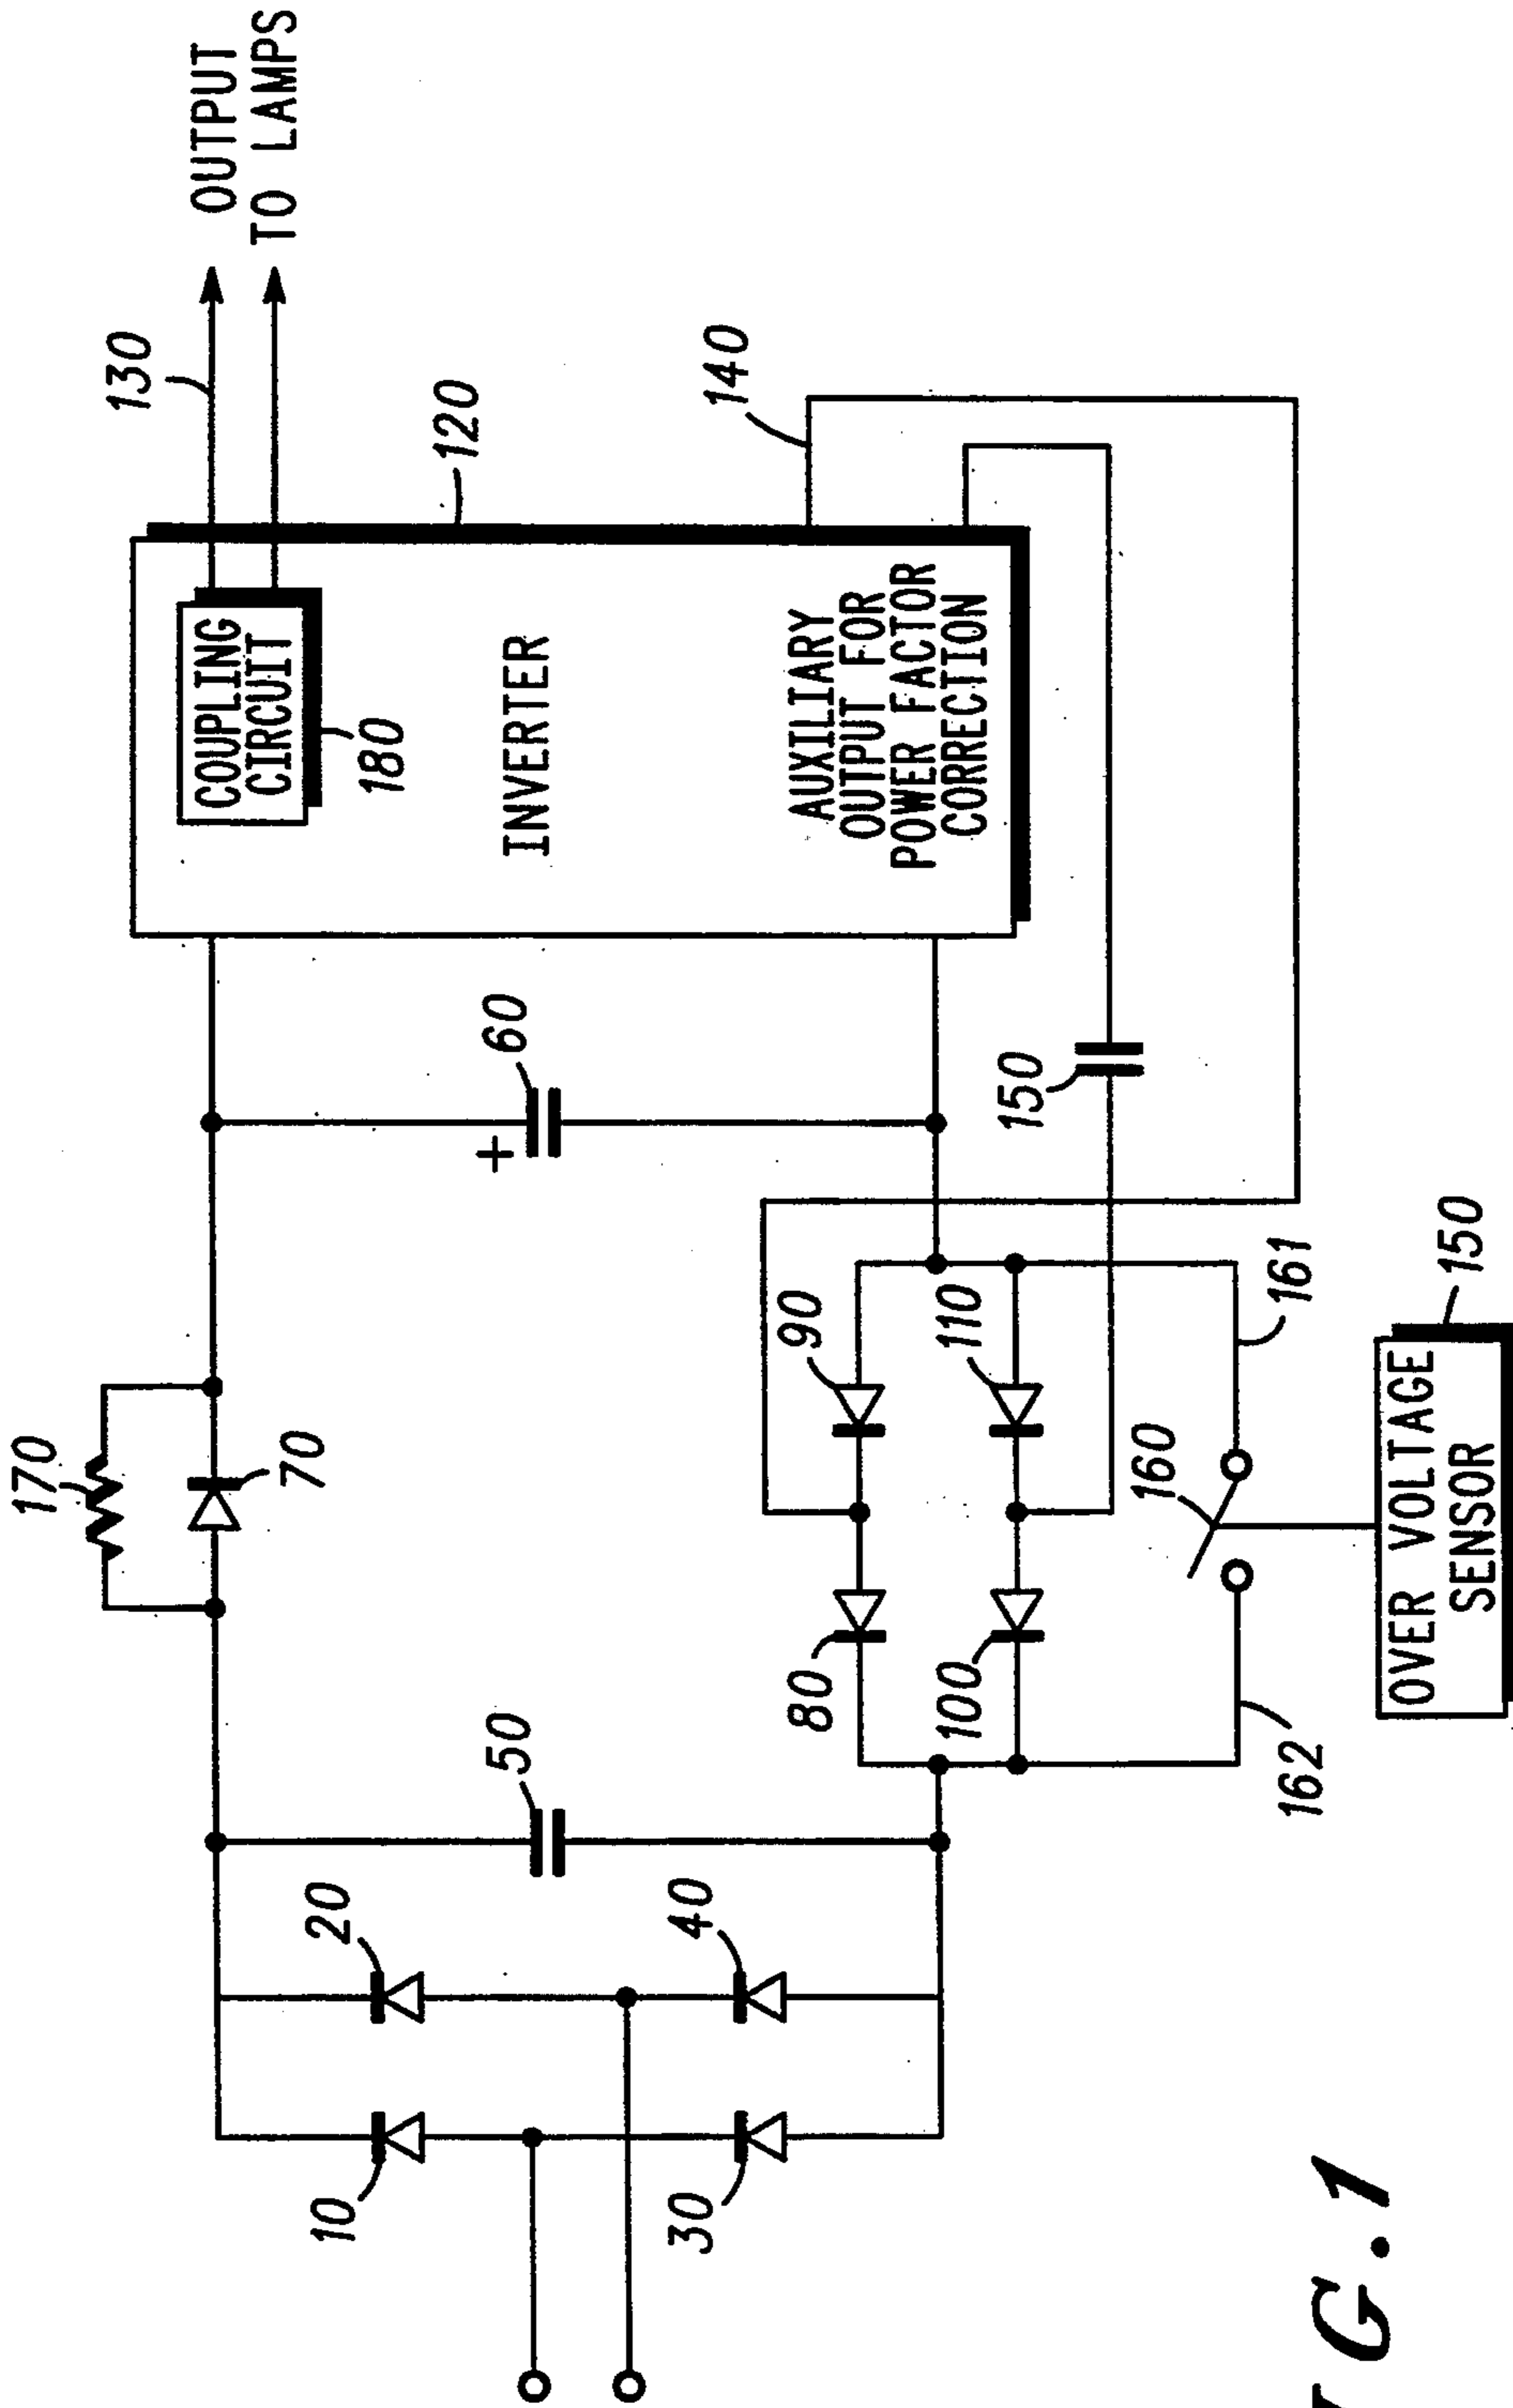 170
70
130
OUTPUT
TO LAMPS
COUPLING
CIRCUIT
180
120
INVERTER
AUXILIARY
OUTPUT FOR
POWER FACTOR
CORRECTION
140
60
+
50
20
10
40
30
90
80
110
100
150
160
161
162
OVER VOLTAGE
SENSOR
150
G.1